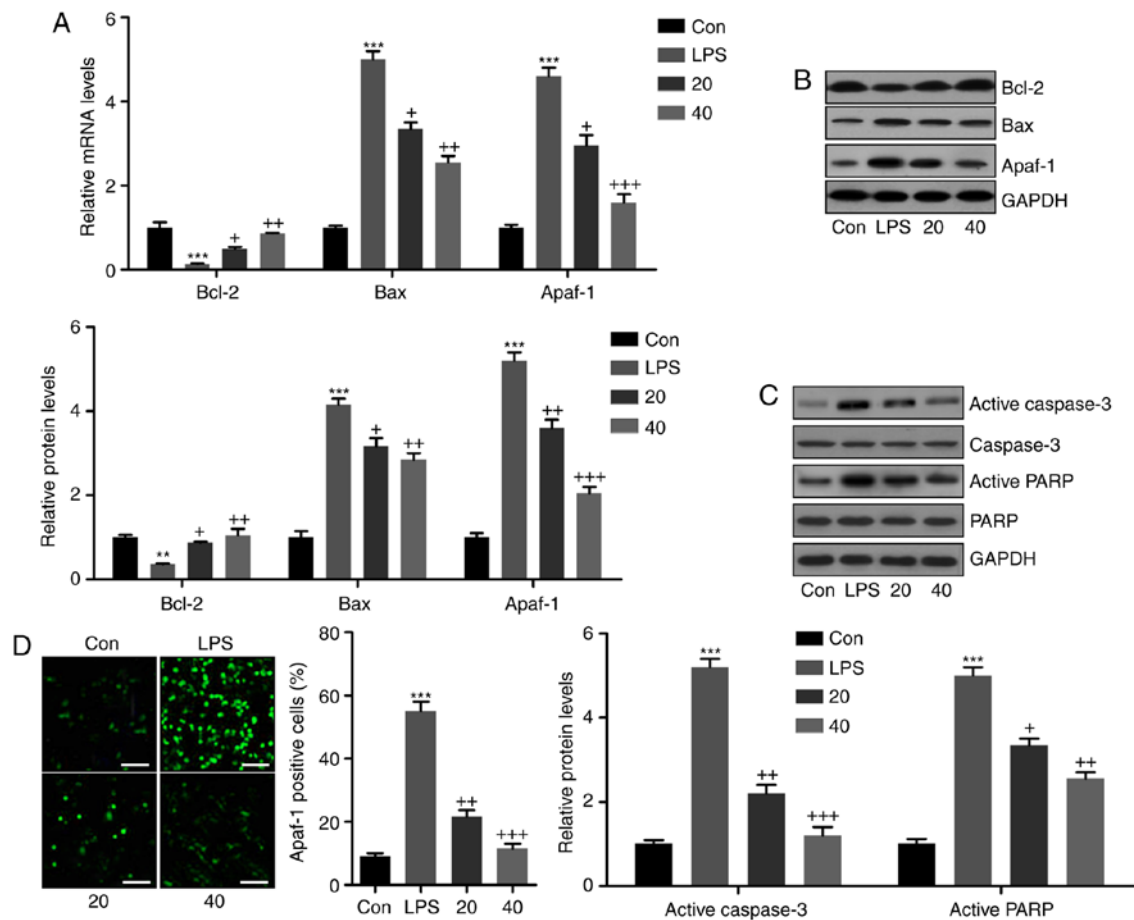 A
Relative mRNA levels
6
4
2
0
***
+
++
***
+
++
***
+
+++
Bcl-2 Bax Apaf-1
Con
LPS
20
40
B
Bcl-2
Bax
Apaf-1
GAPDH
Con LPS 20 40
Relative protein levels
6
4
2
0
**
+
++
***
+
++
***
++
+++
Bcl-2 Bax Apaf-1
Con
LPS
20
40
C
Active caspase-3
Caspase-3
Active PARP
PARP
GAPDH
Con LPS 20 40
D
Con LPS
20 40
Apaf-1 positive cells (%)
80
60
40
20
0
***
++
+++
Con LPS 20 40
Relative protein levels
6
4
2
0
***
++
+++
***
+
++
Active caspase-3 Active PARP
Con
LPS
20
40